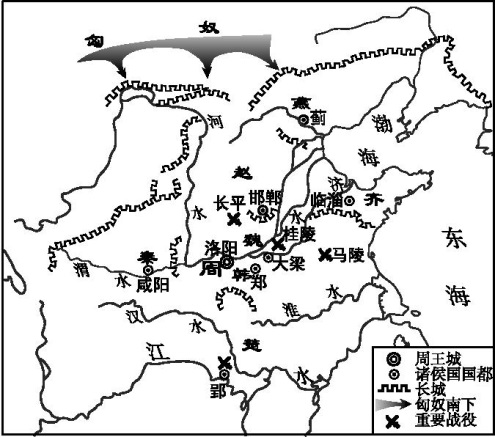 匈 奴
燕
蓟
渤
海
河
水
赵
邯郸
长平
济
水
临淄
齐
魏
桂陵
洛阳
周
大梁
马陵
韩
郑
东
海
秦
咸阳
渭
水
汉
水
淮
水
楚
江
水
郢
周王城
诸侯国国都
长城
匈奴南下
重要战役